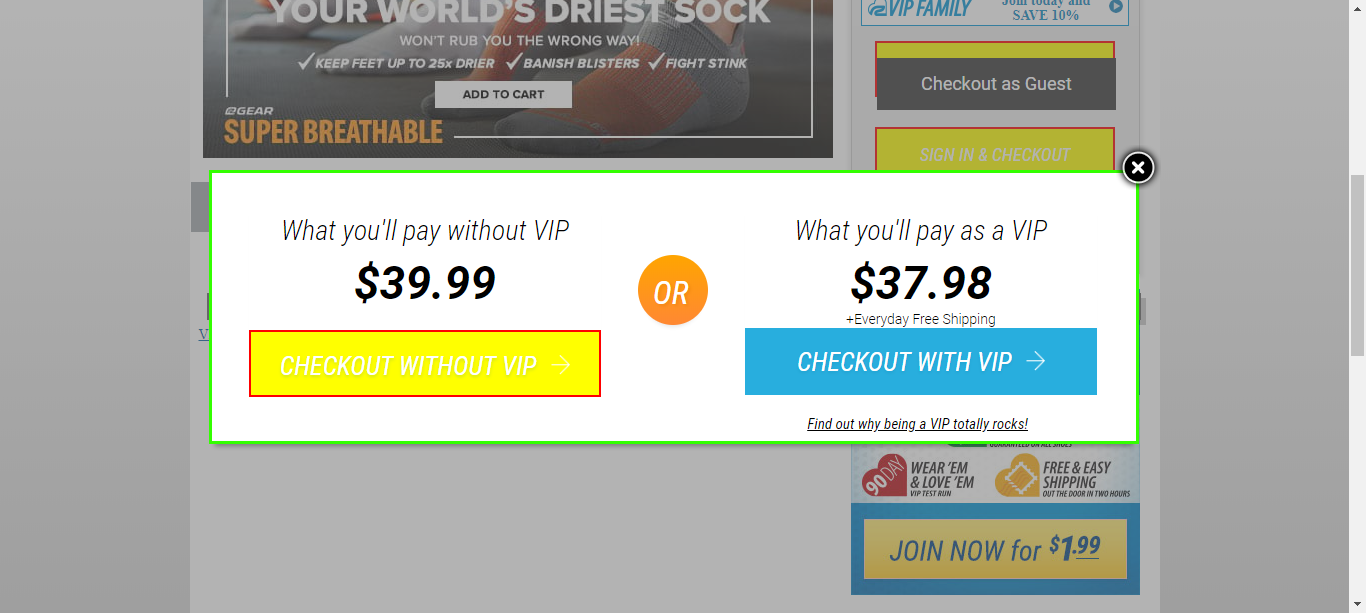 YOUR WORLD'S DRIEST SOCK
WON'T RUB YOU THE WRONG WAY!
KEEP FEET UP TO 25x DRIER BANISH BLISTERS FIGHT STINK
ADD TO CART
GEAR
SUPER BREATHABLE
VIP FAMILY
Join today and
SAVE 10%
Checkout as Guest
SIGN IN & CHECKOUT
What you'll pay without VIP
$39.99
CHECKOUT WITHOUT VIP
OR
What you'll pay as a VIP
$37.98
+Everyday Free Shipping
CHECKOUT WITH VIP
Find out why being a VIP totally rocks!
V
GUARANTEED ON ALL SHOES
90 DAY
WEAR 'EM
& LOVE 'EM
VIP TEST RUN
FREE & EASY
SHIPPING
OUT THE DOOR IN TWO HOURS
JOIN NOW for $1.99